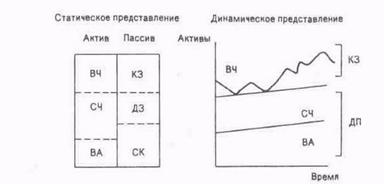 Статическое представление
Динамическое представление
Актив Пассив
Активы
ВЧ КЗ
СЧ ДЗ
ВА СК
ВЧ
СЧ
ВА
КЗ
ДП
Время